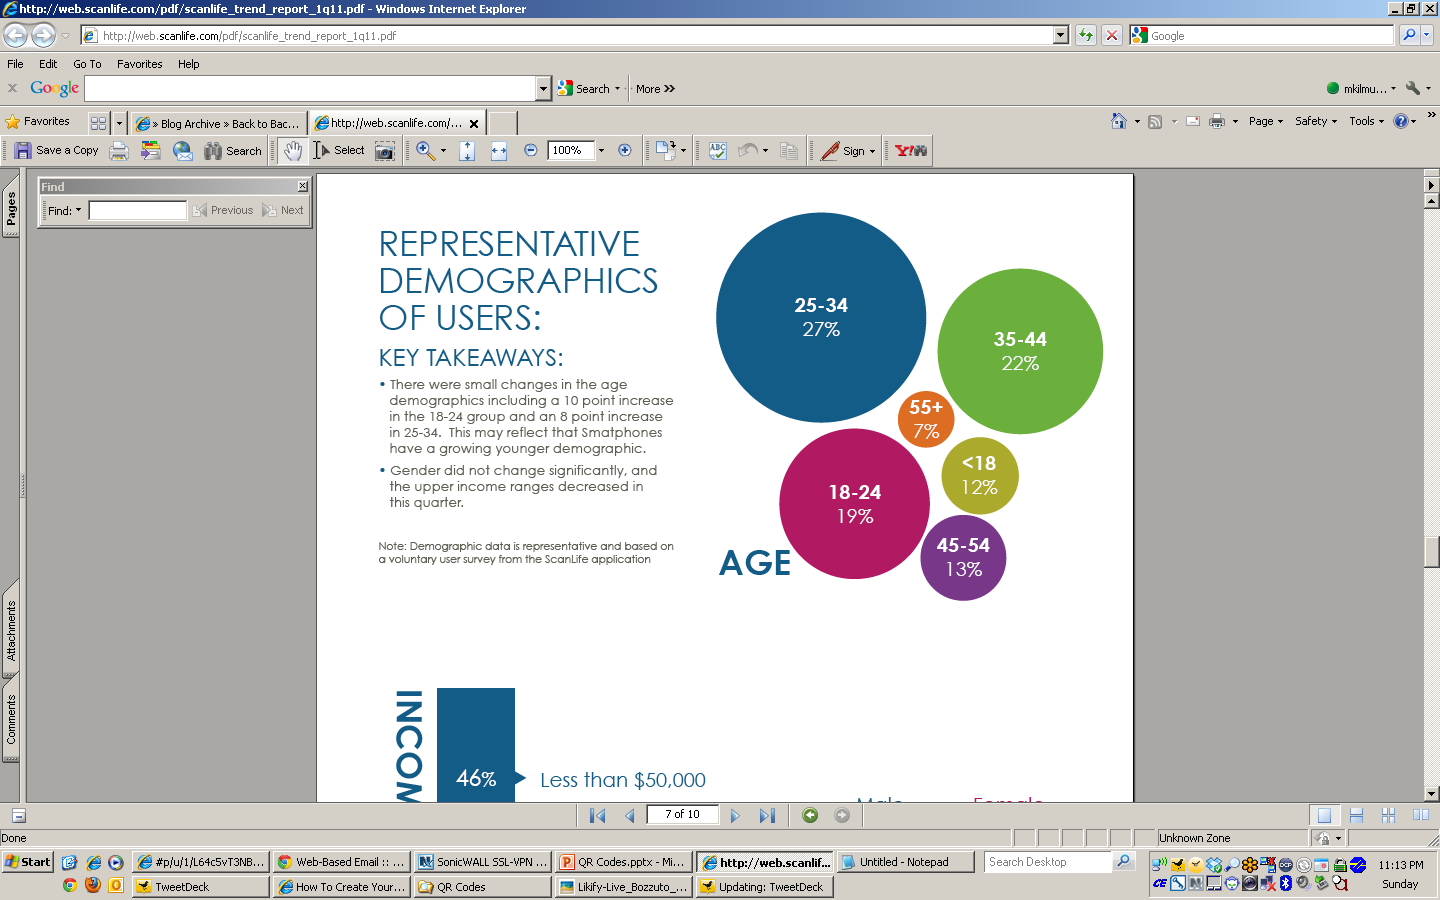 http://web.scanlife.com/pdf/scanlife_trend_report_1q11.pdf - Windows Internet Explorer
http://web.scanlife.com/pdf/scanlife_trend_report_1q11.pdf
Google
File Edit Go To Favorites Help
x Google Search More mkilmu...
Favorites » Blog Archive » Back to Bac... http://web.scanlife.com/... Page Safety Tools
Save a Copy Search Select 100% Sign Y!
Find
Find: Previous Next
Pages
Attachments
Comments
REPRESENTATIVE
DEMOGRAPHICS
OF USERS:
KEY TAKEAWAYS:
• There were small changes in the age
demographics including a 10 point increase
in the 18-24 group and an 8 point increase
in 25-34. This may reflect that Smatphones
have a growing younger demographic.
• Gender did not change significantly, and
the upper income ranges decreased in
this quarter.
Note: Demographic data is representative and based on
a voluntary user survey from the ScanLife application
25-34
27%
35-44
22%
55+
7%
<18
12%
18-24
19%
45-54
13%
AGE
INCOM
46%
Less than $50,000
Male Female
7 of 10
Done
Unknown Zone
Start #p/u/1/L64c5vT3NB... Web-Based Email :: ... SonicWALL SSL-VPN ... QR Codes.pptx - Mi... http://web.scanlif... Untitled - Notepad Search Desktop 11:13 PM
TweetDeck How To Create Your... QR Codes Likify-Live_Bozzuto_... Updating: TweetDeck Sunday